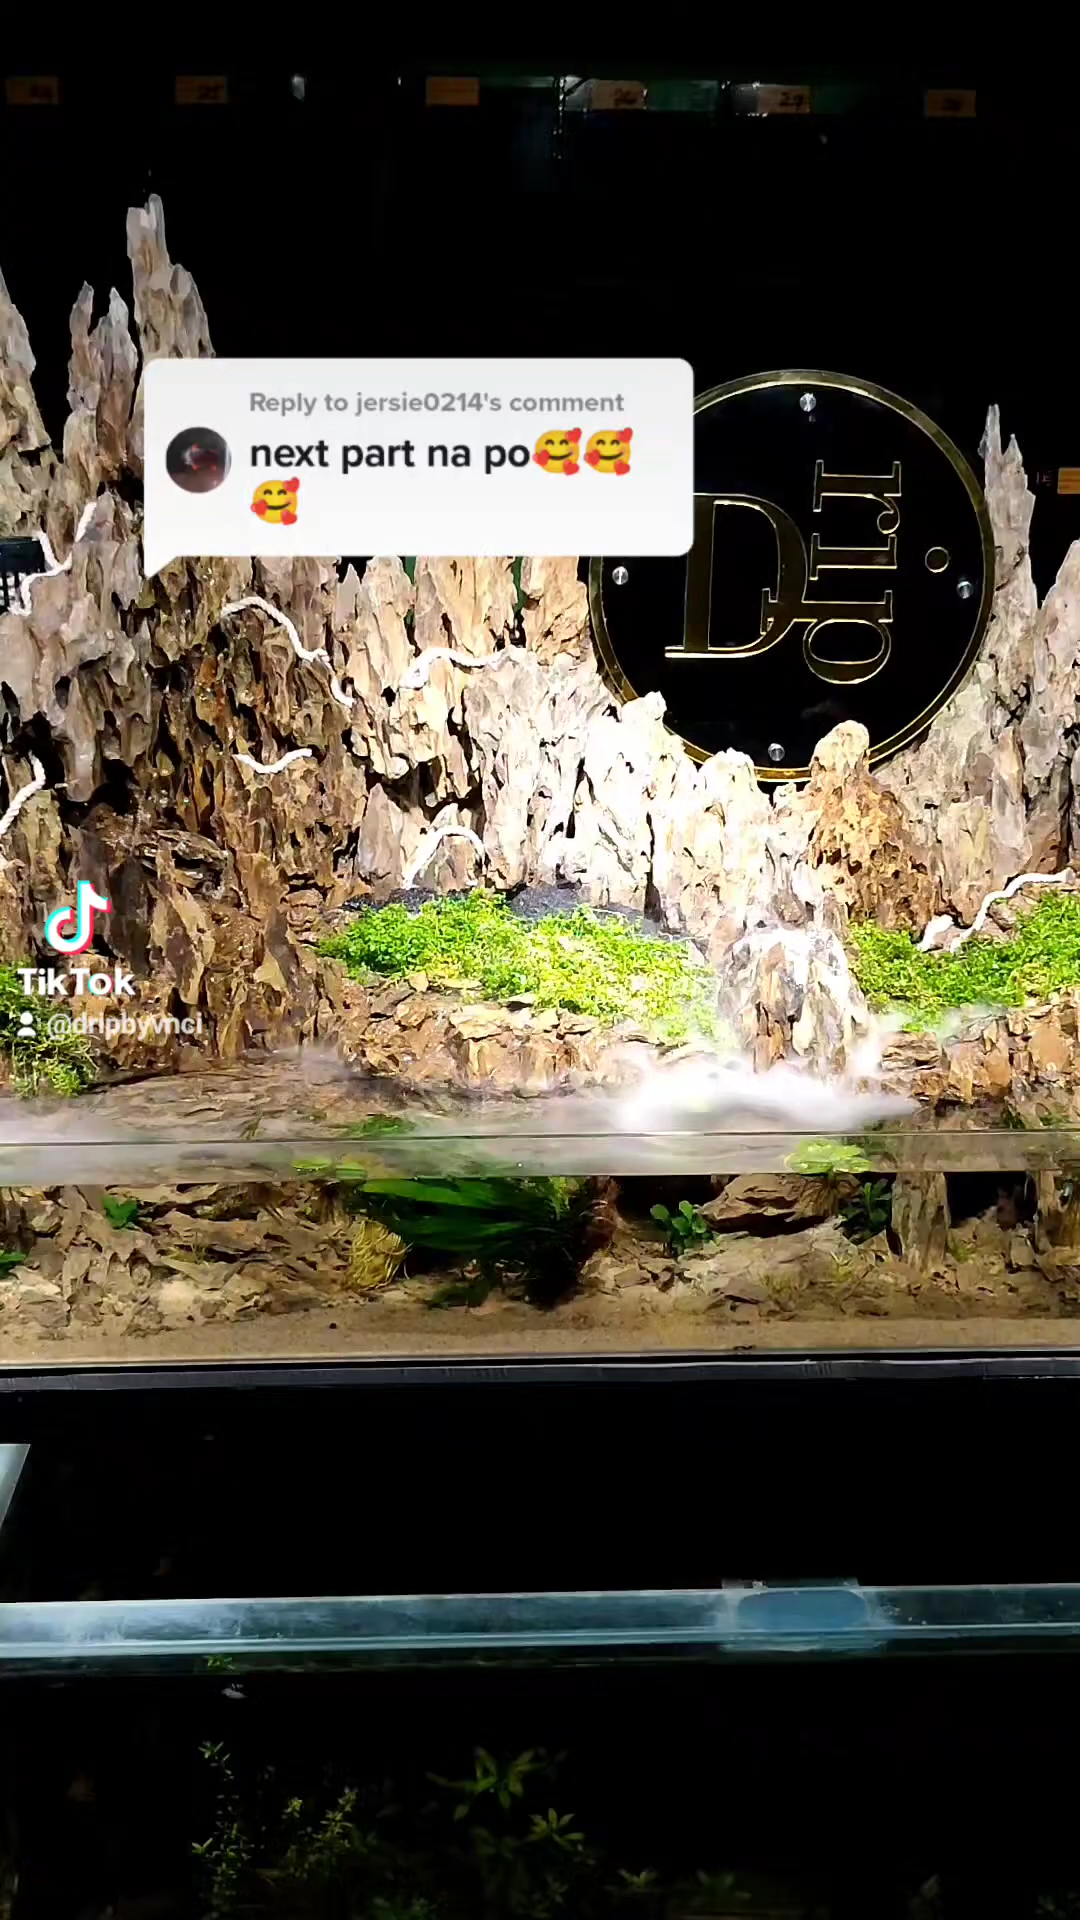 Reply to jersie0214's comment
next part na po🥰🥰
🥰
Drip.
TikTok
@dripbyvnci